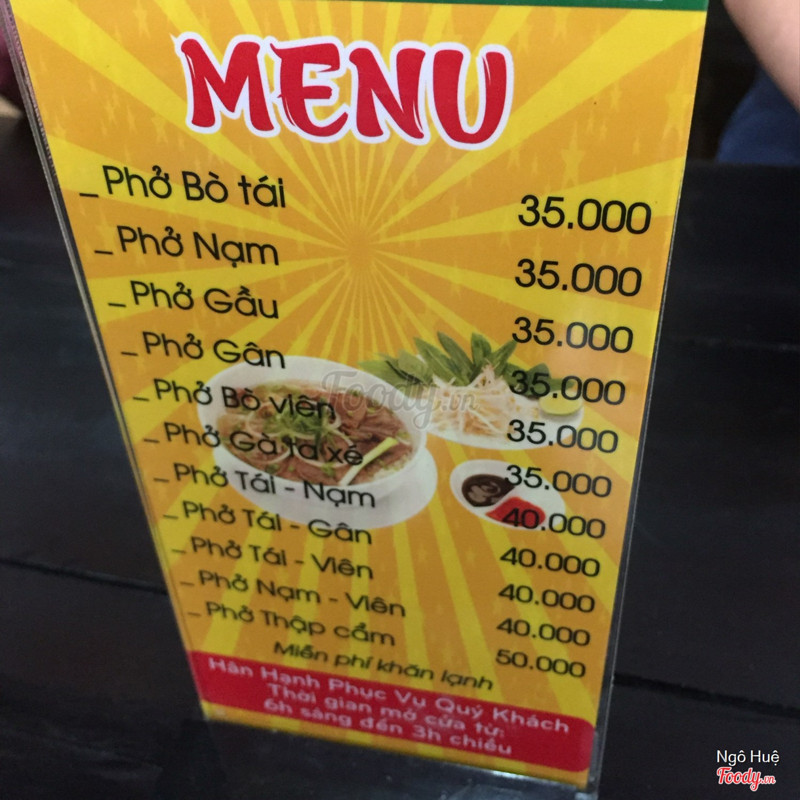 MENU
_ Phở Bò tái 35.000
_ Phở Nạm 35.000
_ Phở Gầu 35.000
_ Phở Gân 35.000
_ Phở Bò viên 35.000
_ Phở Gà ta xé 35.000
_ Phở Tái - Nạm 40.000
_ Phở Tái - Gân 40.000
_ Phở Tái - Viên 40.000
_ Phở Nạm - Viên 40.000
_ Phở Thập cẩm 50.000
Miễn phí khăn lạnh
Hân Hạnh Phục Vụ Quý Khách
Thời gian mở cửa từ:
6h sáng đến 3h chiều
Foody.vn
Ngô Huệ
Foody.vn